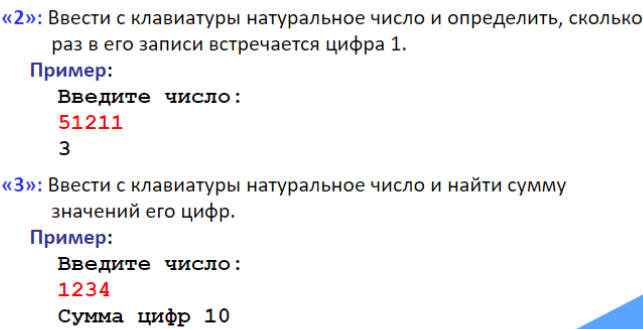 «2»: Ввести с клавиатуры натуральное число и определить, сколько
раз в его записи встречается цифра 1.
Пример:
Введите число:
51211
3
«3»: Ввести с клавиатуры натуральное число и найти сумму
значений его цифр.
Пример:
Введите число:
1234
Сумма цифр 10